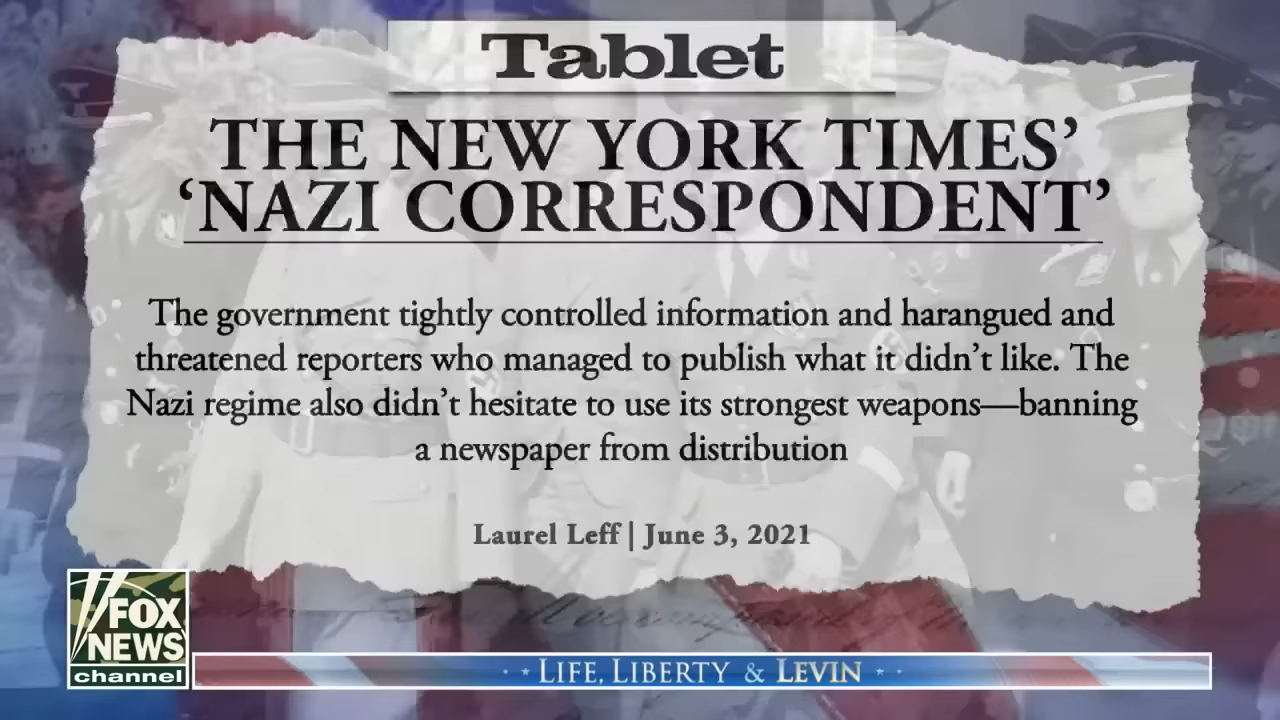 Tablet
THE NEW YORK TIMES’
‘NAZI CORRESPONDENT’
The government tightly controlled information and harangued and
threatened reporters who managed to publish what it didn’t like. The
Nazi regime also didn’t hesitate to use its strongest weapons—banning
a newspaper from distribution
Laurel Leff | June 3, 2021
FOX
NEWS
channel
LIFE, LIBERTY & LEVIN